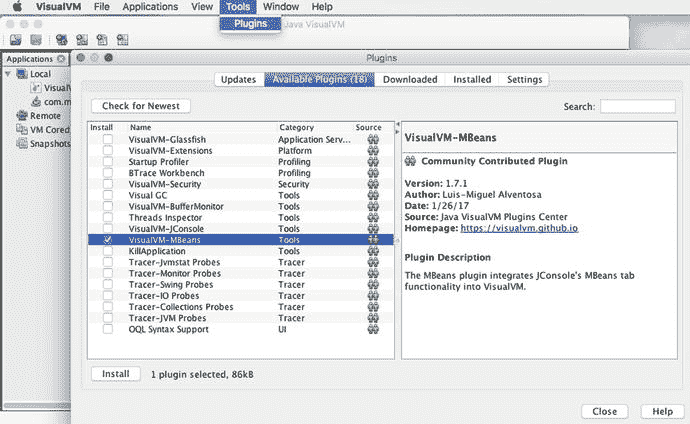 VisualVM File Applications View Tools Window Help
Plugins
Java VisualVM
Applications
Local
VisualV
com.m
Remote
VM Cored
Snapshots
Plugins
Updates Available Plugins (18) Downloaded Installed Settings
Check for Newest Search:
Install Name Category Source
VisualVM-Glassfish Application Serv...
VisualVM-Extensions Platform
Startup Profiler Profiling
BTrace Workbench Profiling
VisualVM-Security Security
Visual GC Tools
VisualVM-BufferMonitor Tools
Threads Inspector Tools
VisualVM-JConsole Tools
VisualVM-MBeans Tools
KillApplication Tools
Tracer-Jvmstat Probes Tracer
Tracer-Monitor Probes Tracer
Tracer-Swing Probes Tracer
Tracer-IO Probes Tracer
Tracer-Collections Probes Tracer
Tracer-JVM Probes Tracer
OQL Syntax Support UI
VisualVM-MBeans
Community Contributed Plugin
Version: 1.7.1
Author: Luis-Miguel Alventosa
Date: 1/26/17
Source: Java VisualVM Plugins Center
Homepage: https://visualvm.github.io
Plugin Description
The MBeans plugin integrates JConsole's MBeans tab
functionality into VisualVM.
Install 1 plugin selected, 86kB
Close Help